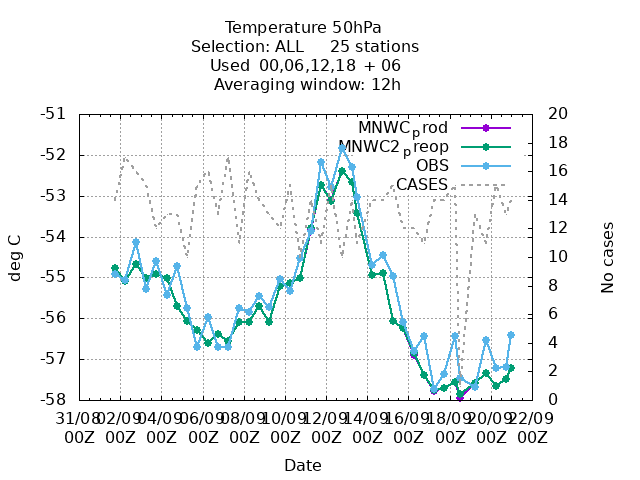 Temperature 50hPa
Selection: ALL 25 stations
Used 00,06,12,18 + 06
Averaging window: 12h
-51 20
MNWCprod
18
MNWC2preop
-52 16
OBS
CASES
-53 14
-54 12
deg C
No cases
10
-55 8
-56 6
4
-57 2
-58 0
31/08 02/09 04/09 06/09 08/09 10/09 12/09 14/09 16/09 18/09 20/09 22/09
00Z 00Z 00Z 00Z 00Z 00Z 00Z 00Z 00Z 00Z 00Z 00Z
Date